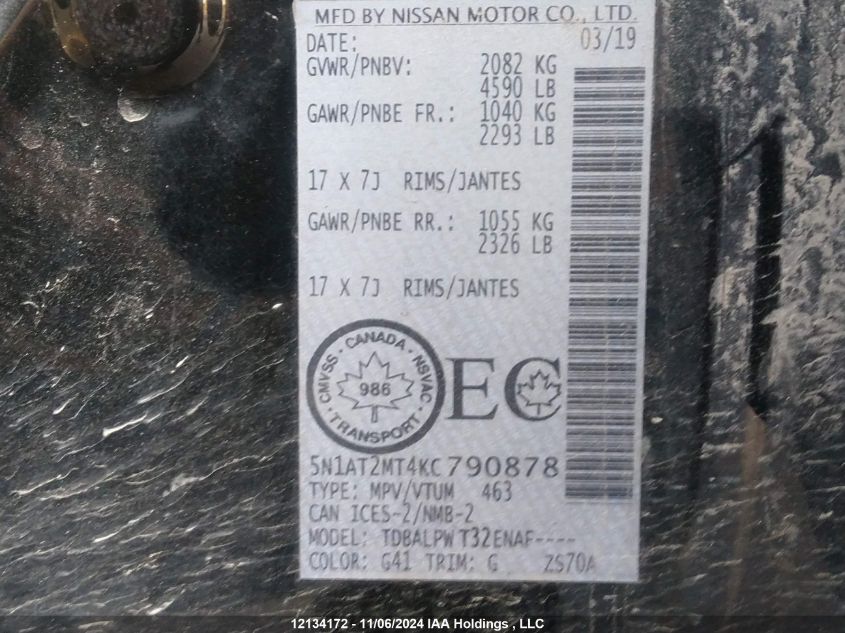 MFD BY NISSAN MOTOR CO., LTD.
DATE: 03/19
GVWR/PNBV: 2082 KG
4590 LB
GAWR/PNBE FR.: 1040 KG
2293 LB
17 X 7J RIMS/JANTES
GAWR/PNBE RR.: 1055 KG
2326 LB
17 X 7J RIMS/JANTES
CMVSS · CANADA · NSVAC · TRANSPORT ·
986
EC
5N1AT2MT4KC790878
TYPE: MPV/VTUM 463
CAN ICES-2/NMB-2
MODEL: TDBALPW T32ENAF----
COLOR: G41 TRIM: G ZS70A
12134172 - 11/06/2024 IAA Holdings , LLC